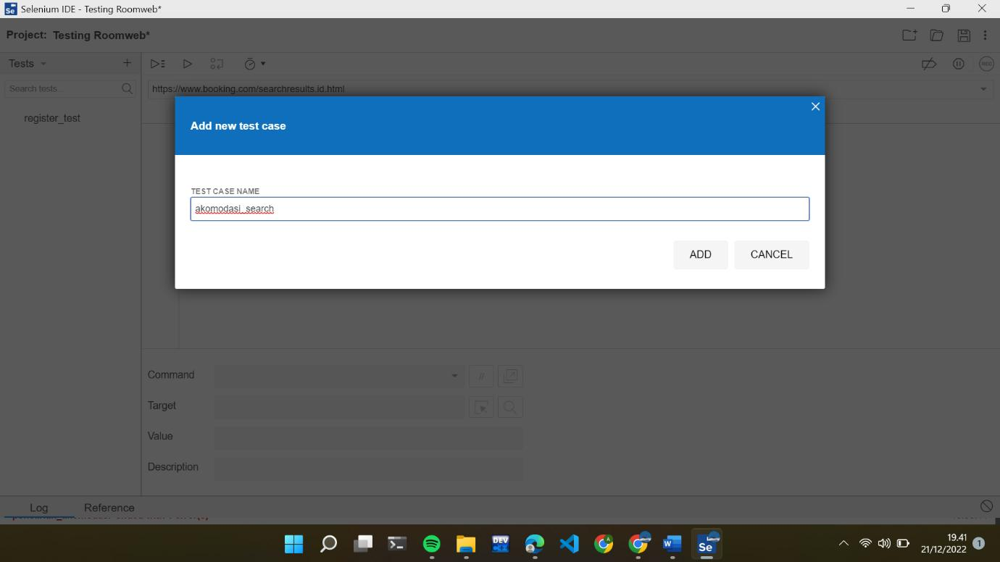 Selenium IDE - Testing Roomweb*
Project: Testing Roomweb*
Tests
Search tests...
https://www.booking.com/searchresults.id.html
REC
register_test
Add new test case
TEST CASE NAME
akomodasi_search
ADD
CANCEL
Command
//
Target
Value
Description
Log
Reference
DEV
C++
Se
19.41
21/12/2022
1